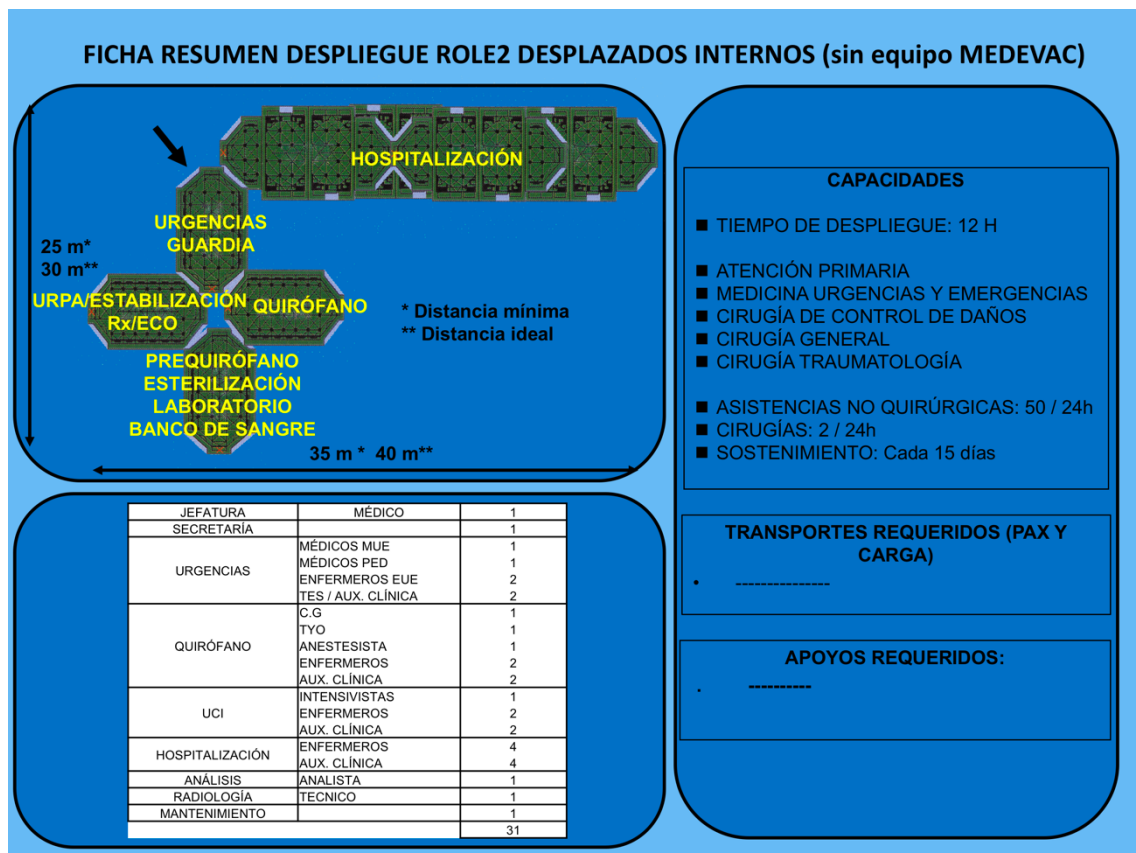 FICHA RESUMEN DESPLIEGUE ROLE2 DESPLAZADOS INTERNOS (sin equipo MEDEVAC)
HOSPITALIZACIÓN
URGENCIAS
GUARDIA
25 m*
30 m**
URPA/ESTABILIZACIÓN
Rx/ECO
QUIRÓFANO
* Distancia mínima
** Distancia ideal
PREQUIRÓFANO
ESTERILIZACIÓN
LABORATORIO
BANCO DE SANGRE
35 m * 40 m**
JEFATURA MÉDICO 1
SECRETARÍA 1
URGENCIAS
MÉDICOS MUE 1
MÉDICOS PED 1
ENFERMEROS EUE 2
TES / AUX. CLÍNICA 2
QUIRÓFANO
C.G 1
TYO 1
ANESTESISTA 1
ENFERMEROS 2
AUX. CLÍNICA 2
UCI
INTENSIVISTAS 1
ENFERMEROS 2
AUX. CLÍNICA 2
HOSPITALIZACIÓN
ENFERMEROS 4
AUX. CLÍNICA 4
ANÁLISIS ANALISTA 1
RADIOLOGÍA TECNICO 1
MANTENIMIENTO 1
31
CAPACIDADES
■ TIEMPO DE DESPLIEGUE: 12 H
■ ATENCIÓN PRIMARIA
■ MEDICINA URGENCIAS Y EMERGENCIAS
■ CIRUGÍA DE CONTROL DE DAÑOS
■ CIRUGÍA GENERAL
■ CIRUGÍA TRAUMATOLOGÍA
■ ASISTENCIAS NO QUIRÚRGICAS: 50 / 24h
■ CIRUGÍAS: 2 / 24h
■ SOSTENIMIENTO: Cada 15 días
TRANSPORTES REQUERIDOS (PAX Y
CARGA)
• ---------------
APOYOS REQUERIDOS:
. ----------